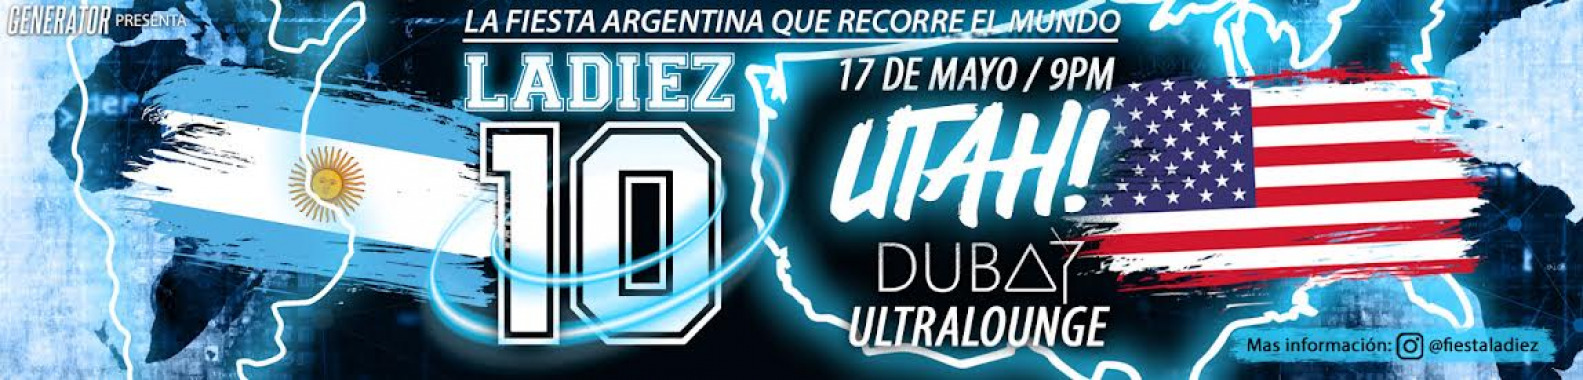 GENERATOR PRESENTA
LA FIESTA ARGENTINA QUE RECORRE EL MUNDO
LADIEZ
10
17 DE MAYO / 9PM
UTAH!
DUBAY
ULTRALOUNGE
Mas información: @fiestaladiez